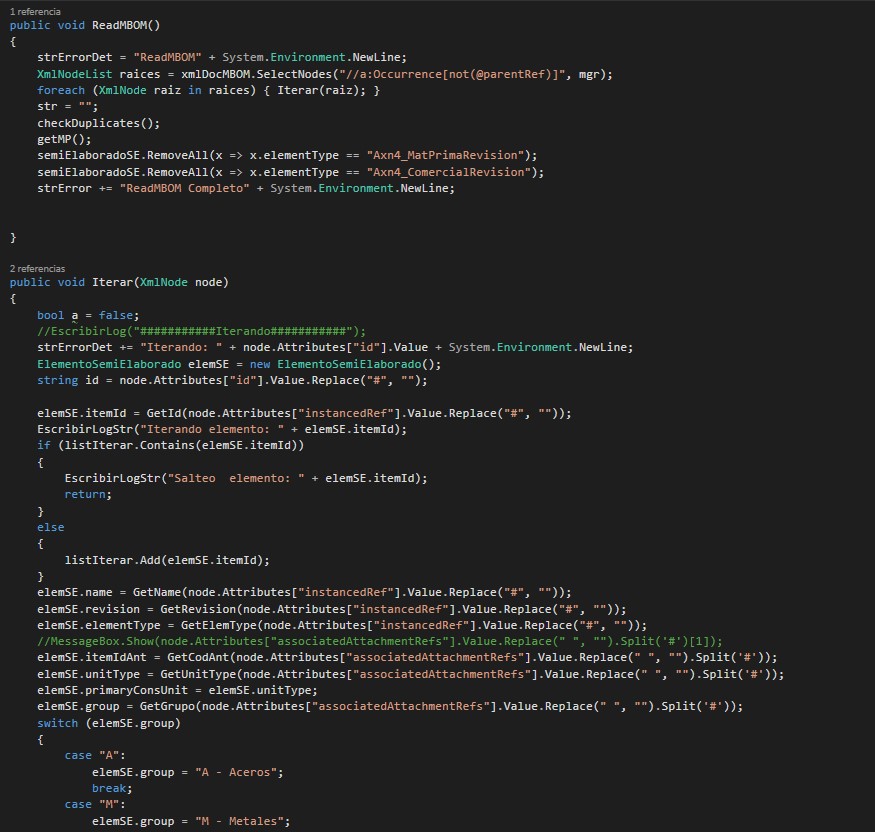 1 referencia
public void ReadMBOM()
{
    strErrorDet = "ReadMBOM" + System.Environment.NewLine;
    XmlNodeList raices = xmlDocMBOM.SelectNodes("//a:Occurrence[not(@parentRef)]", mgr);
    foreach (XmlNode raiz in raices) { Iterar(raiz); }
    str = "";
    checkDuplicates();
    getMP();
    semiElaboradoSE.RemoveAll(x => x.elementType == "Axn4_MatPrimaRevision");
    semiElaboradoSE.RemoveAll(x => x.elementType == "Axn4_ComercialRevision");
    strError += "ReadMBOM Completo" + System.Environment.NewLine;
}
2 referencias
public void Iterar(XmlNode node)
{
    bool a = false;
    //EscribirLog("###########Iterando###########");
    strErrorDet += "Iterando: " + node.Attributes["id"].Value + System.Environment.NewLine;
    ElementoSemiElaborado elemSE = new ElementoSemiElaborado();
    string id = node.Attributes["id"].Value.Replace("#", "");
    elemSE.itemId = GetId(node.Attributes["instancedRef"].Value.Replace("#", ""));
    EscribirLogStr("Iterando elemento: " + elemSE.itemId);
    if (listIterar.Contains(elemSE.itemId))
    {
        EscribirLogStr("Salteo  elemento: " + elemSE.itemId);
        return;
    }
    else
    {
        listIterar.Add(elemSE.itemId);
    }
    elemSE.name = GetName(node.Attributes["instancedRef"].Value.Replace("#", ""));
    elemSE.revision = GetRevision(node.Attributes["instancedRef"].Value.Replace("#", ""));
    elemSE.elementType = GetElemType(node.Attributes["instancedRef"].Value.Replace("#", ""));
    //MessageBox.Show(node.Attributes["associatedAttachmentRefs"].Value.Replace(" ", "").Split('#')[1]);
    elemSE.itemIdAnt = GetCodAnt(node.Attributes["associatedAttachmentRefs"].Value.Replace(" ", "").Split('#'));
    elemSE.unitType = GetUnitType(node.Attributes["associatedAttachmentRefs"].Value.Replace(" ", "").Split('#'));
    elemSE.primaryConsUnit = elemSE.unitType;
    elemSE.group = GetGrupo(node.Attributes["associatedAttachmentRefs"].Value.Replace(" ", "").Split('#'));
    switch (elemSE.group)
    {
        case "A":
            elemSE.group = "A - Aceros";
            break;
        case "M":
            elemSE.group = "M - Metales";